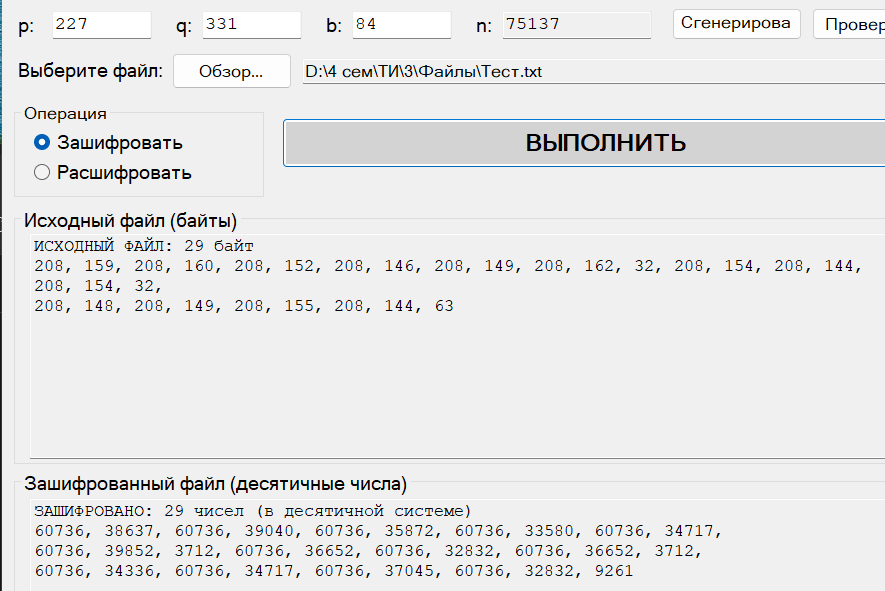 p: 227 q: 331 b: 84 n: 75137 Сгенерирова Провер
Выберите файл: Обзор... D:\4 сем\ТИ\3\Файлы\Тест.txt
Операция
Зашифровать
Расшифровать
ВЫПОЛНИТЬ
Исходный файл (байты)
ИСХОДНЫЙ ФАЙЛ: 29 байт
208, 159, 208, 160, 208, 152, 208, 146, 208, 149, 208, 162, 32, 208, 154, 208, 144,
208, 154, 32,
208, 148, 208, 149, 208, 155, 208, 144, 63
Зашифрованный файл (десятичные числа)
ЗАШИФРОВАНО: 29 чисел (в десятичной системе)
60736, 38637, 60736, 39040, 60736, 35872, 60736, 33580, 60736, 34717,
60736, 39852, 3712, 60736, 36652, 60736, 32832, 60736, 36652, 3712,
60736, 34336, 60736, 34717, 60736, 37045, 60736, 32832, 9261